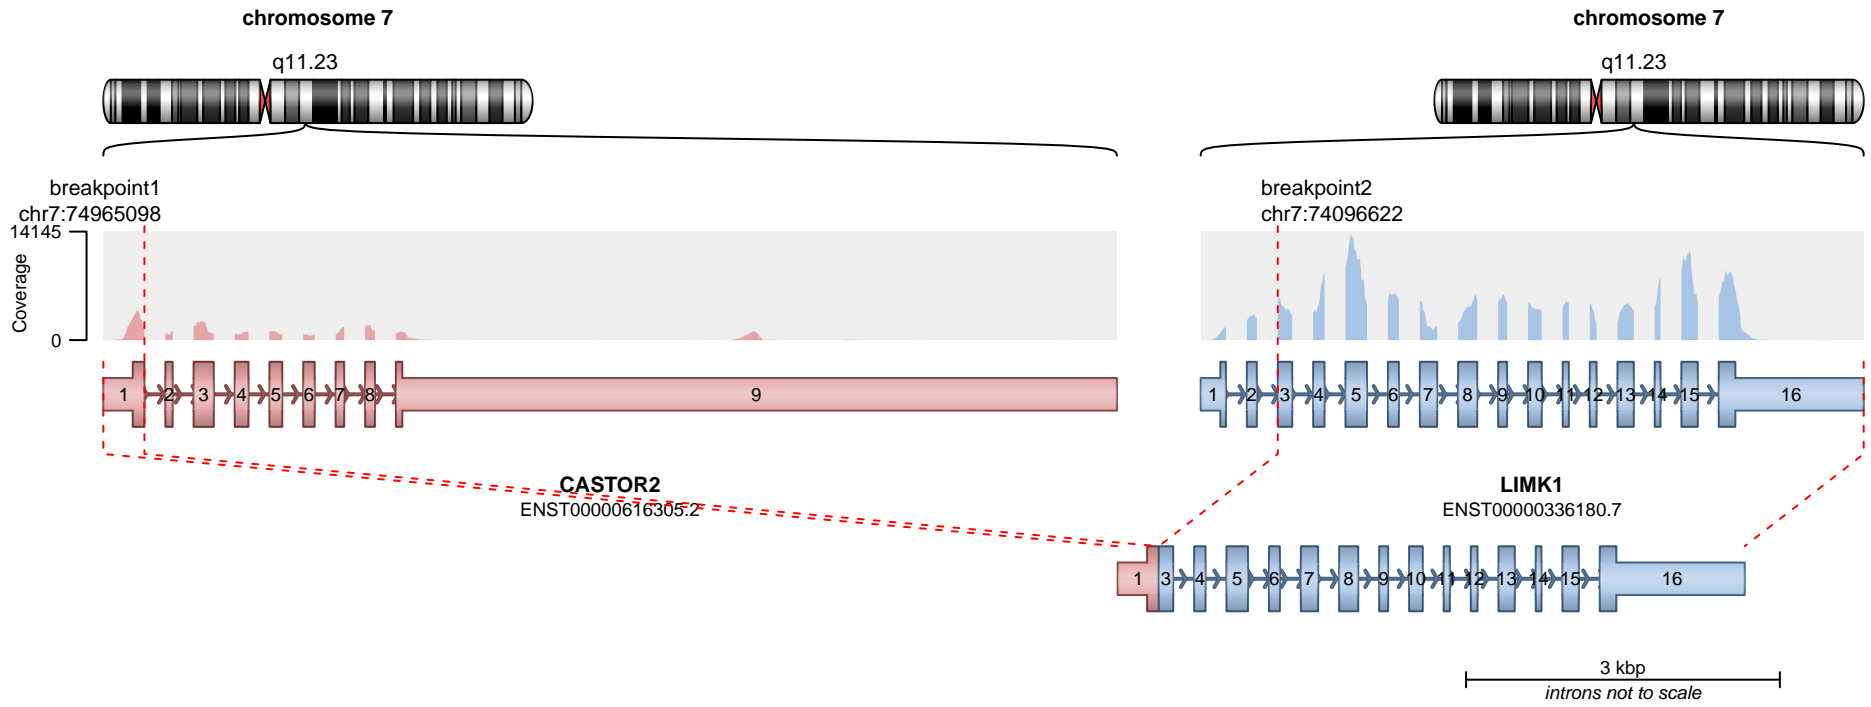 chromosome 7
chromosome 7
q11.23
q11.23
breakpoint1
chr7:74965098
breakpoint2
chr7:74096622
14145
Coverage
0
1 2 3 4 5 6 7 8 9
1 2 3 4 5 6 7 8 9 10 11 12 13 14 15 16
CASTOR2
ENST00000616305.2
LIMK1
ENST00000336180.7
1 3 4 5 6 7 8 9 10 11 12 13 14 15 16
3 kbp
introns not to scale